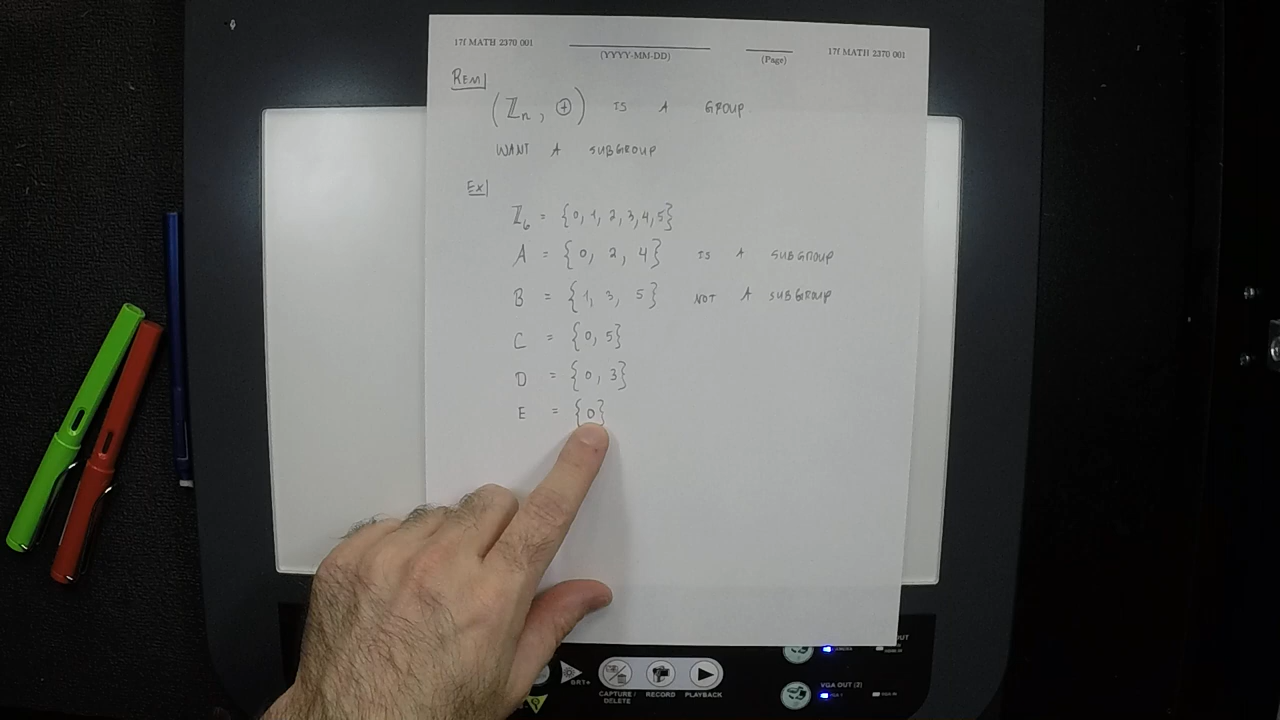 17f MATH 2370 001
(YYYY-MM-DD)
(Page)
17f MATH 2370 001
REM
(ℤn, ⊕) IS A GROUP
WANT A SUBGROUP
EX
ℤ6 = {0, 1, 2, 3, 4, 5}
A = {0, 2, 4} IS A SUBGROUP
B = {1, 3, 5} NOT A SUBGROUP
C = {0, 5}
D = {0, 3}
E = {0}
BRT+
CAPTURE / DELETE
RECORD
PLAYBACK
VGA OUT (2)